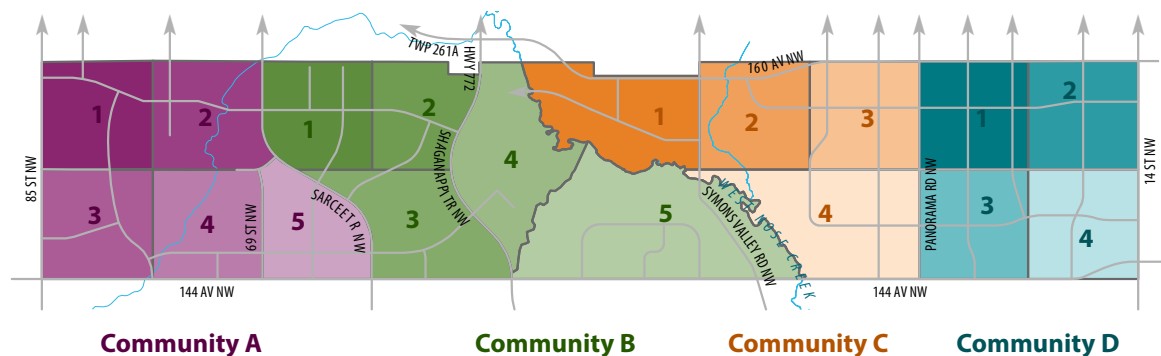 TWP 261A
HWY 772
160 AV NW
1
2
1
2
4
1
2
3
1
2
85 ST NW
SHAGANAPPI TR NW
14 ST NW
3
4
69 ST NW
5
SARCEE TR NW
3
5
SYMONS VALLEY RD NW
WEST NOSE CREEK
4
PANORAMA RD NW
3
4
144 AV NW
144 AV NW
Community A
Community B
Community C
Community D